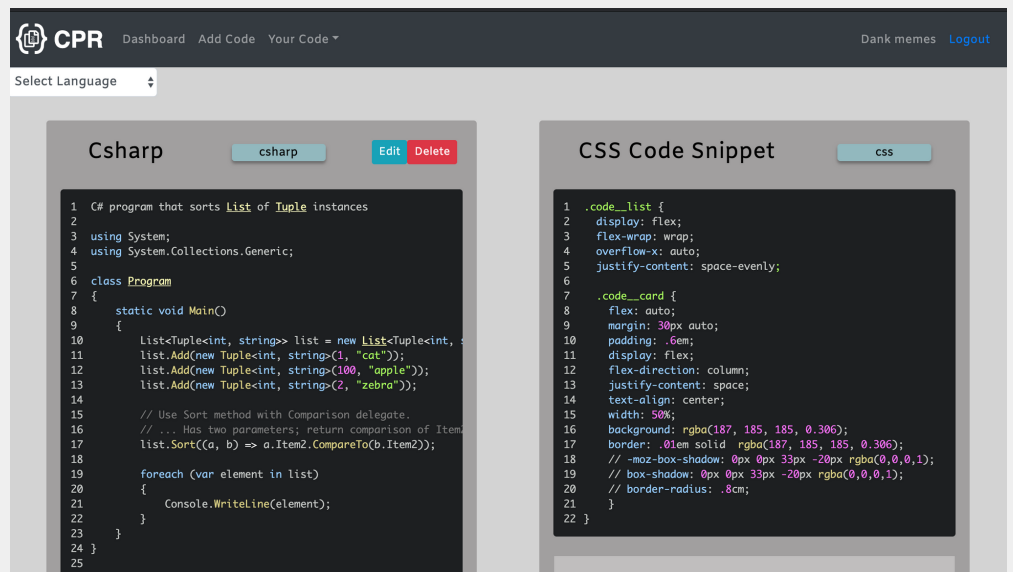 CPR Dashboard Add Code Your Code Dank memes Logout
Select Language
Csharp csharp Edit Delete
1 C# program that sorts List of Tuple instances
2
3 using System;
4 using System.Collections.Generic;
5
6 class Program
7 {
8     static void Main()
9     {
10         List<Tuple<int, string>> list = new List<Tuple<int, s
11         list.Add(new Tuple<int, string>(1, "cat"));
12         list.Add(new Tuple<int, string>(100, "apple"));
13         list.Add(new Tuple<int, string>(2, "zebra"));
14
15         // Use Sort method with Comparison delegate.
16         // ... Has two parameters; return comparison of Item2
17         list.Sort((a, b) => a.Item2.CompareTo(b.Item2));
18
19         foreach (var element in list)
20         {
21             Console.WriteLine(element);
22         }
23     }
24 }
25
CSS Code Snippet css
1 .code__list {
2   display: flex;
3   flex-wrap: wrap;
4   overflow-x: auto;
5   justify-content: space-evenly;
6
7   .code__card {
8     flex: auto;
9     margin: 30px auto;
10     padding: .6em;
11     display: flex;
12     flex-direction: column;
13     justify-content: space;
14     text-align: center;
15     width: 50%;
16     background: rgba(187, 185, 185, 0.306);
17     border: .01em solid  rgba(187, 185, 185, 0.306);
18     // -moz-box-shadow: 0px 0px 33px -20px rgba(0,0,0,1);
19     // box-shadow: 0px 0px 33px -20px rgba(0,0,0,1);
20     // border-radius: .8cm;
21     }
22 }